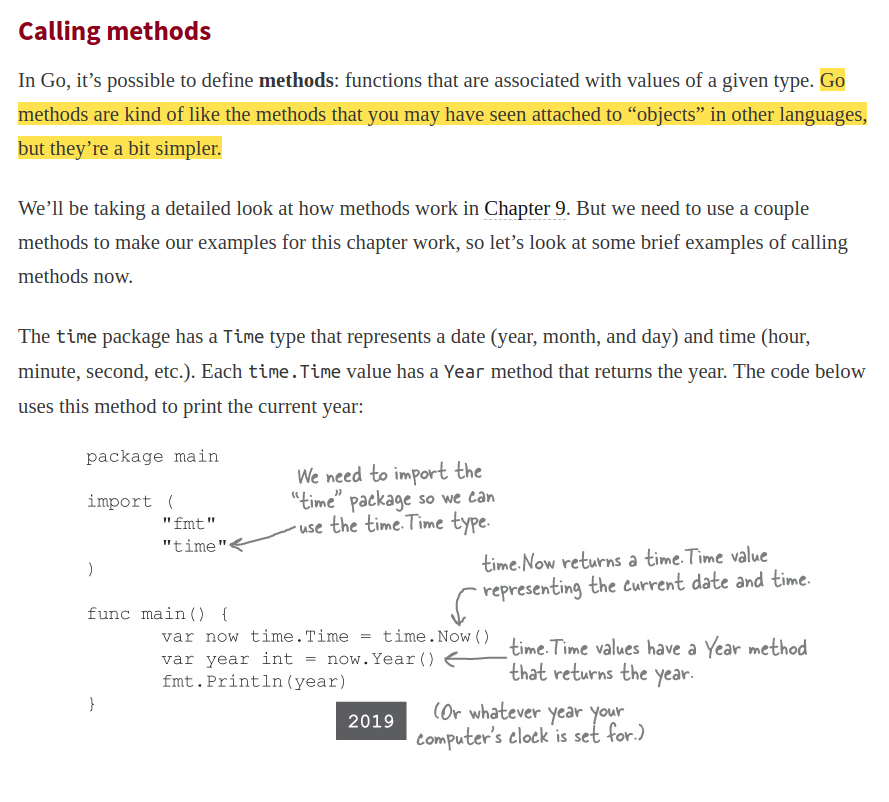 Calling methods
In Go, it’s possible to define methods: functions that are associated with values of a given type. Go
methods are kind of like the methods that you may have seen attached to “objects” in other languages,
but they’re a bit simpler.
We’ll be taking a detailed look at how methods work in Chapter 9. But we need to use a couple
methods to make our examples for this chapter work, so let’s look at some brief examples of calling
methods now.
The time package has a Time type that represents a date (year, month, and day) and time (hour,
minute, second, etc.). Each time.Time value has a Year method that returns the year. The code below
uses this method to print the current year:
package main
We need to import the
“time” package so we can
use the time.Time type.
import (
"fmt"
"time"
)
time.Now returns a time.Time value
representing the current date and time.
func main() {
var now time.Time = time.Now()
var year int = now.Year()
time.Time values have a Year method
that returns the year.
fmt.Println(year)
}
2019
(Or whatever year your
computer’s clock is set for.)